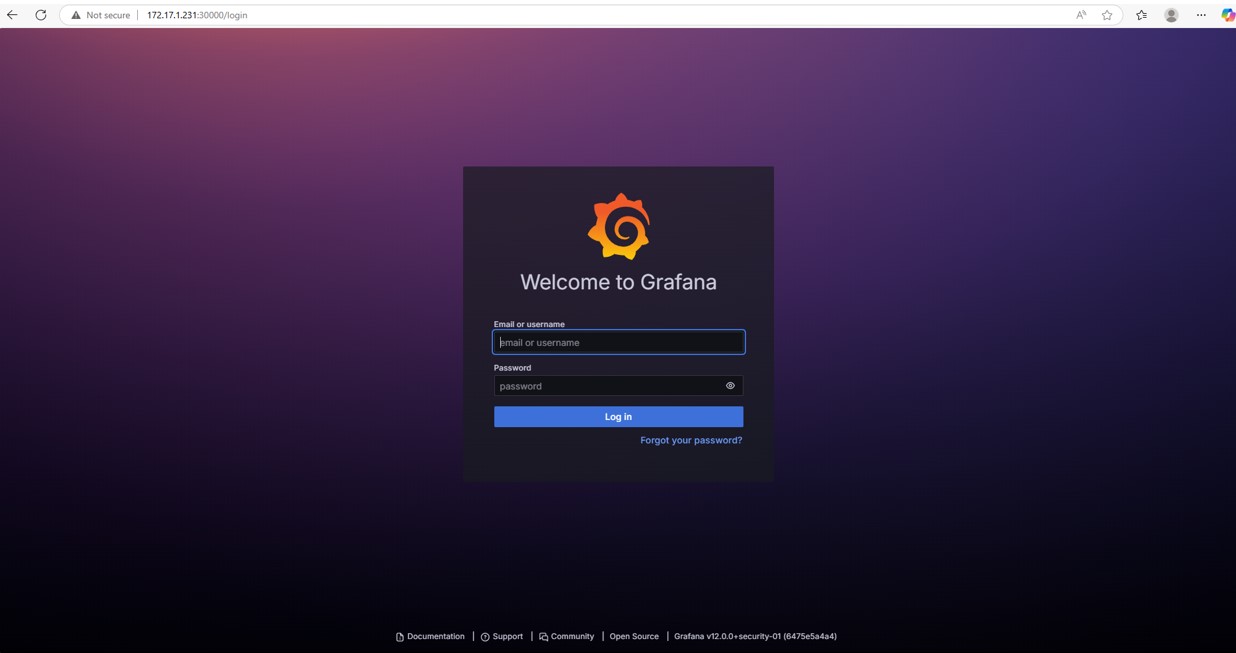 Not secure | 172.17.1.231:30000/login
Welcome to Grafana
Email or username
email or username
Password
password
Log in
Forgot your password?
Documentation | Support | Community | Open Source | Grafana v12.0.0+security-01 (6475e5a4a4)